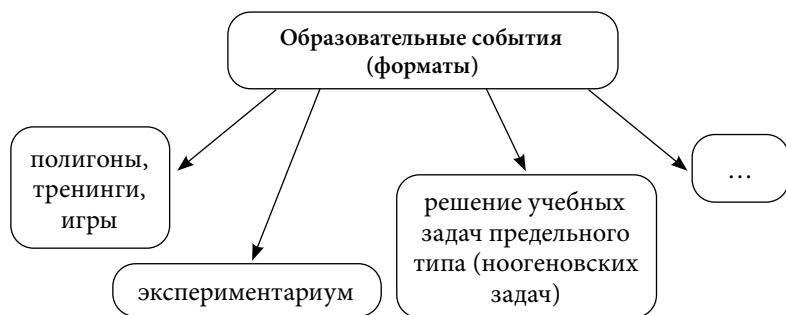 Образовательные события
(форматы)
полигоны,
тренинги,
игры
экспериментариум
решение учебных
задач предельного
типа (ноогеновских
задач)
…